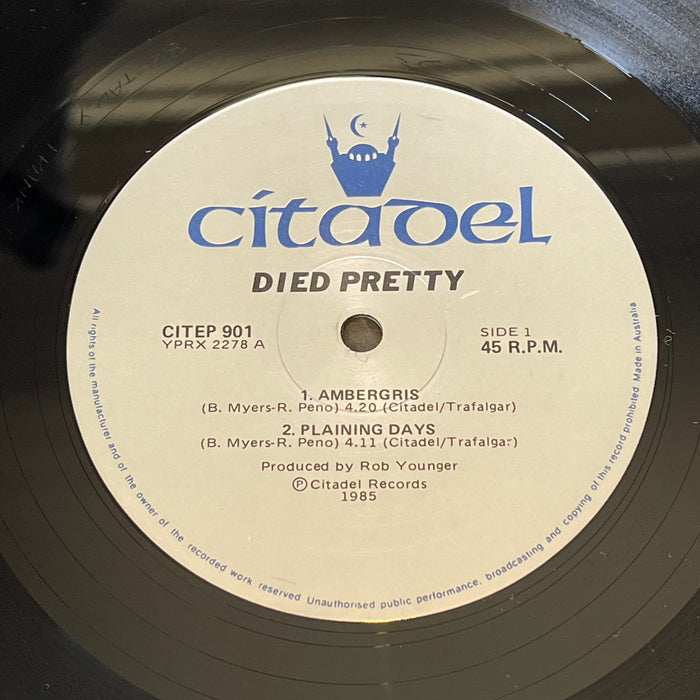 citadel
DIED PRETTY
CITEP 901
YPRX 2278 A
SIDE 1
45 R.P.M.
1. AMBERGRIS
(B. Myers-R. Peno) 4.20 (Citadel/Trafalgar)
2. PLAINING DAYS
(B. Myers-R. Peno) 4.11 (Citadel/Trafalgar)
Produced by Rob Younger
Ⓟ Citadel Records
1985
All rights of the manufacturer and of the owner of the recorded work reserved Unauthorised public performance, broadcasting and copying of this record prohibited Made in Australia